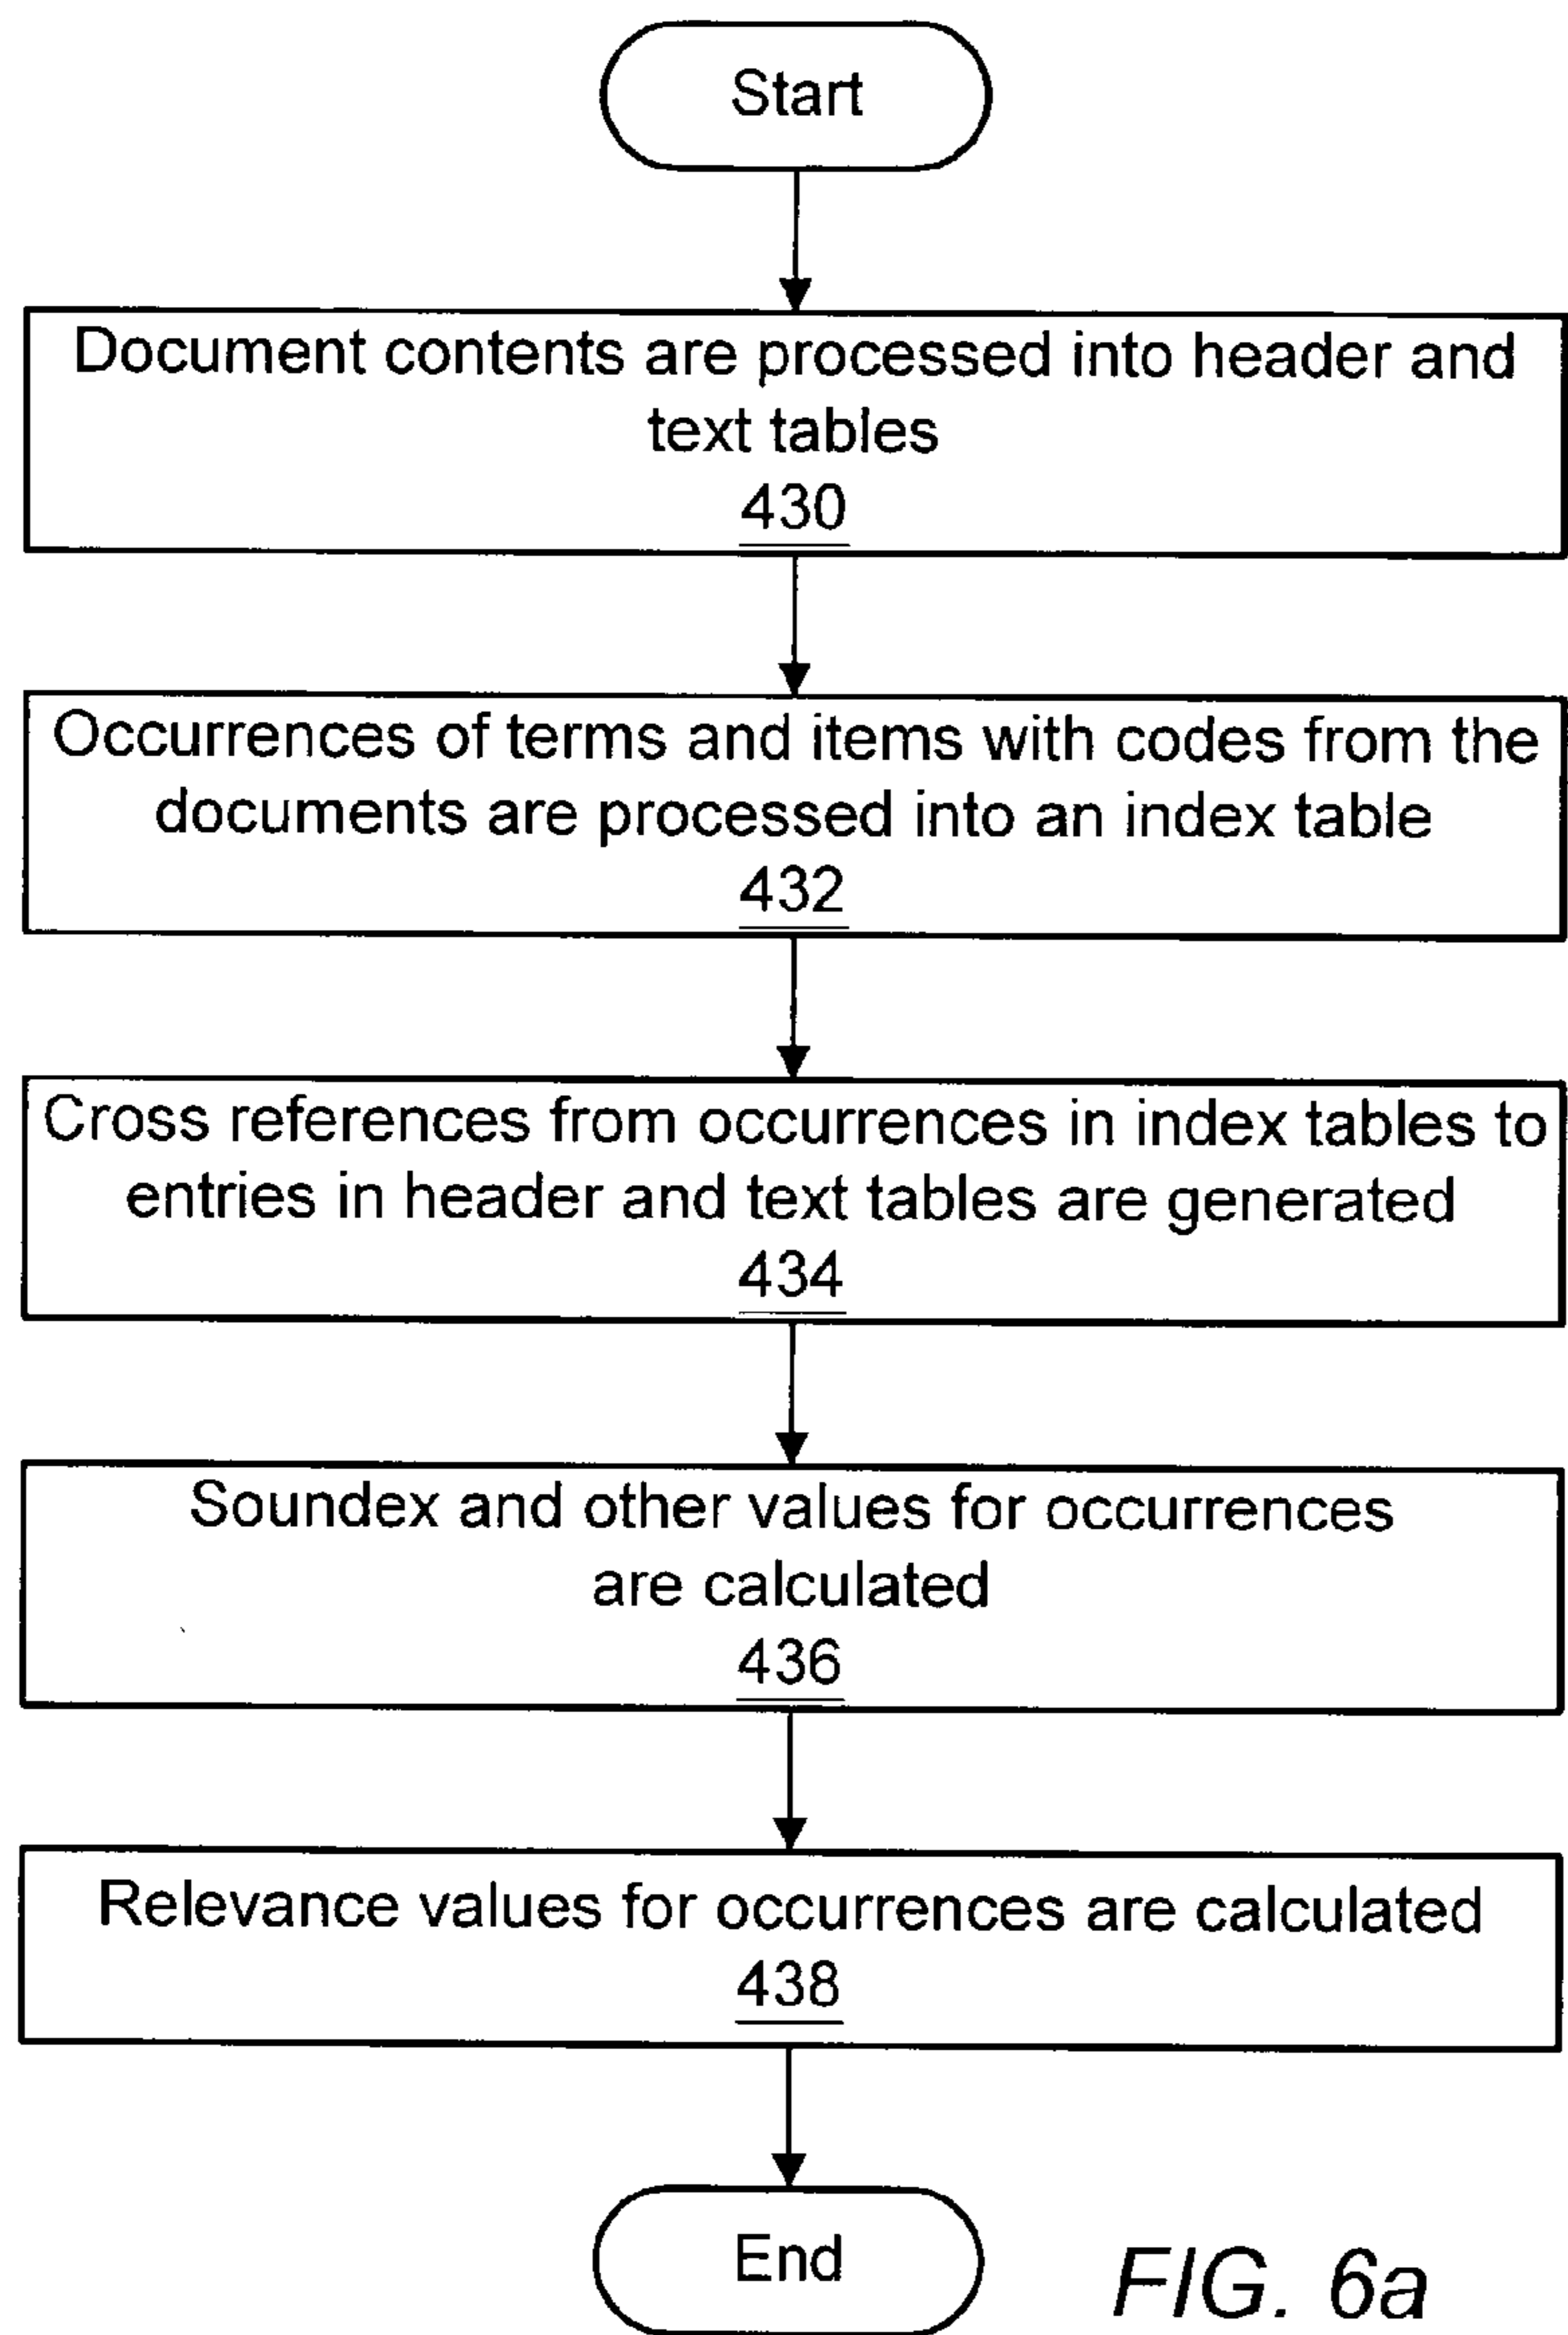 Start
Document contents are processed into header and
text tables
430
Occurrences of terms and items with codes from the
documents are processed into an index table
432
Cross references from occurrences in index tables to
entries in header and text tables are generated
434
Soundex and other values for occurrences
are calculated
436
Relevance values for occurrences are calculated
438
End
FIG. 6a